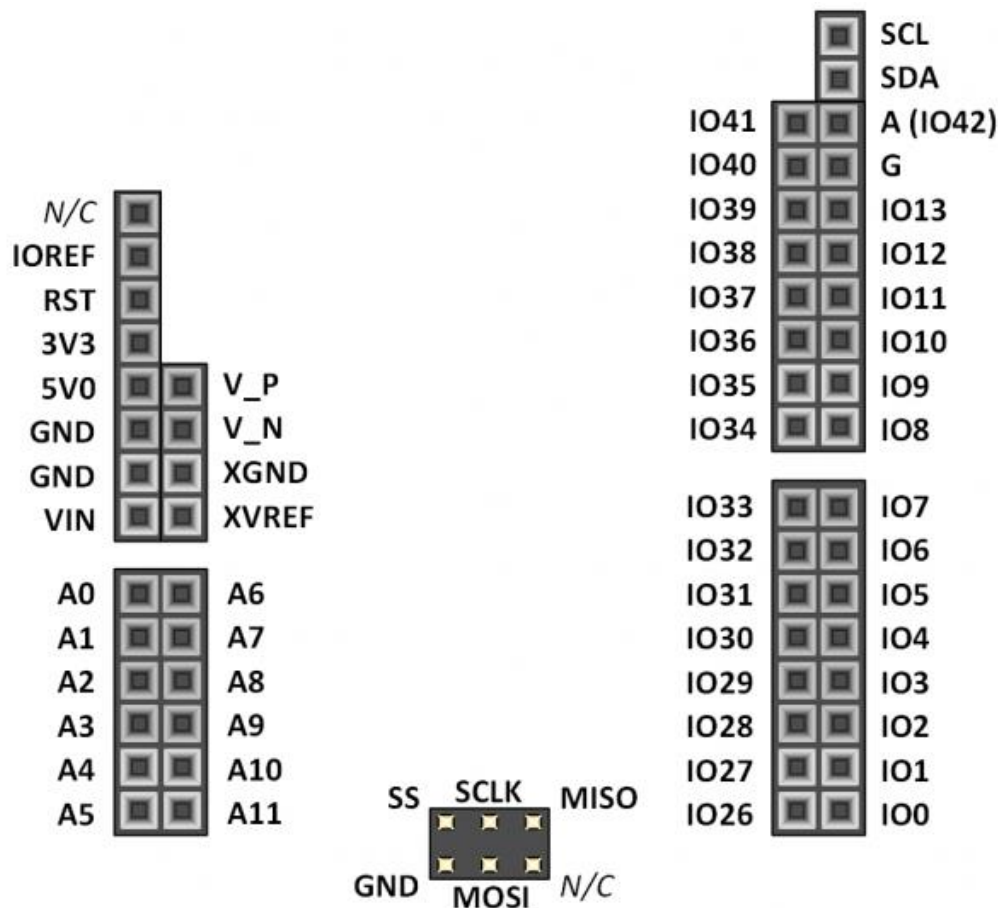 SCL
SDA
IO41 A (IO42)
IO40 G
N/C IO39 IO13
IOREF IO38 IO12
RST IO37 IO11
3V3 IO36 IO10
5V0 V_P IO35 IO9
GND V_N IO34 IO8
GND XGND
VIN XVREF IO33 IO7
IO32 IO6
A0 A6 IO31 IO5
A1 A7 IO30 IO4
A2 A8 IO29 IO3
A3 A9 IO28 IO2
A4 A10 IO27 IO1
SS SCLK MISO
A5 A11 IO26 IO0
GND MOSI N/C